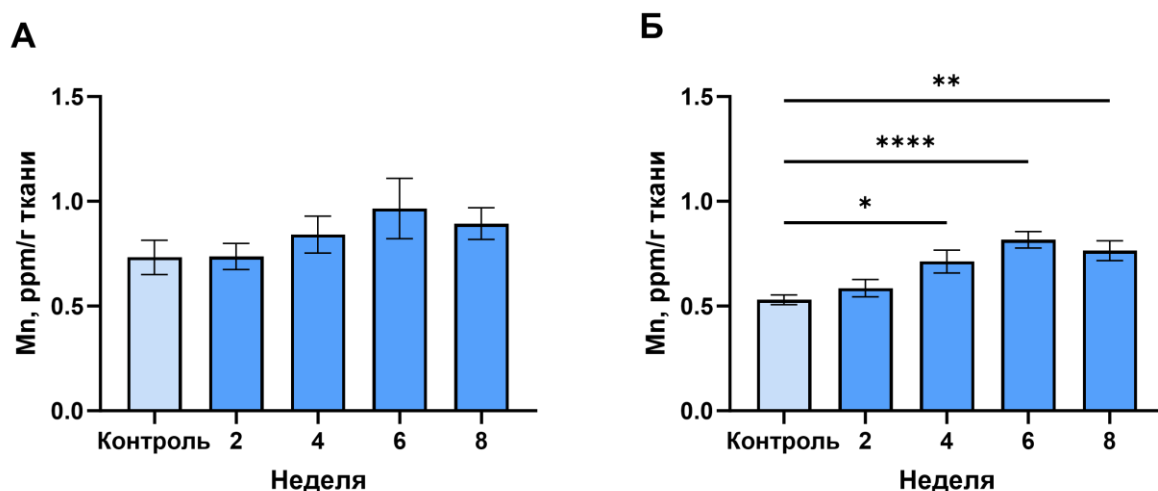 А
Mn, ppm/г ткани
1.5
1.0
0.5
0.0
Контроль 2 4 6 8
Неделя
Б
Mn, ppm/г ткани
1.5
1.0
0.5
0.0
**
****
*
Контроль 2 4 6 8
Неделя